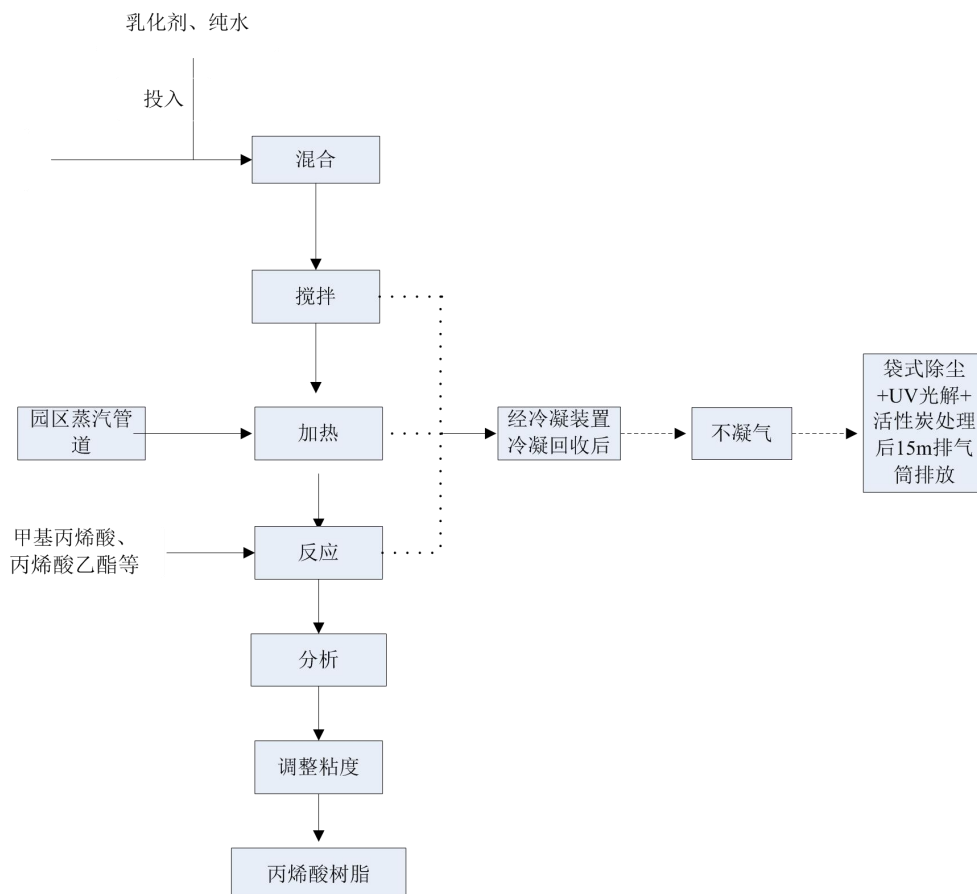 乳化剂、纯水
投入
混合
搅拌
园区蒸汽管
道
加热
经冷凝装置
冷凝回收后
不凝气
袋式除尘
+UV光解+
活性炭处理
后15m排气
筒排放
甲基丙烯酸、
丙烯酸乙酯等
反应
分析
调整粘度
丙烯酸树脂